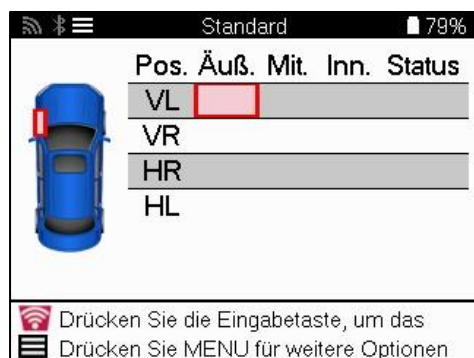 Standard 79%
Pos. Äuß. Mit. Inn. Status
VL
VR
HR
HL
Drücken Sie die Eingabetaste, um das
Drücken Sie MENU für weitere Optionen